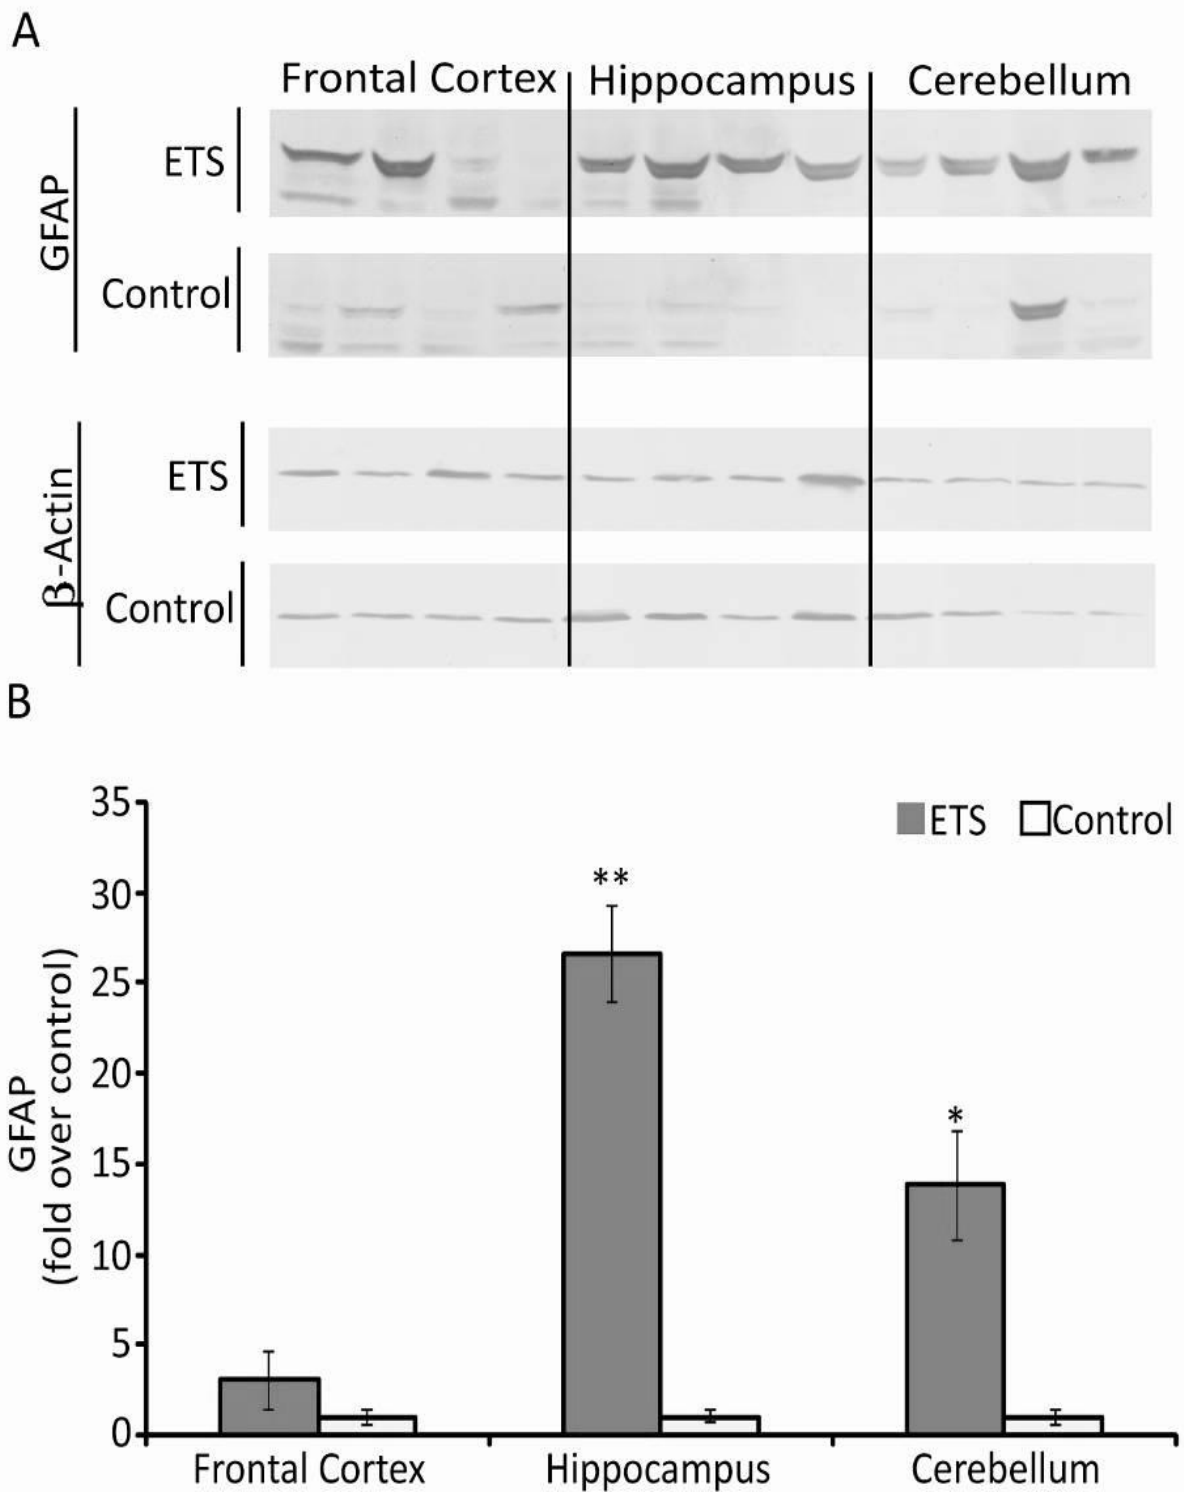 A
Frontal Cortex
Hippocampus
Cerebellum
GFAP
ETS
Control
β-Actin
ETS
Control
B
35
30
25
20
15
10
5
0
GFAP
(fold over control)
ETS
Control
**
*
Frontal Cortex
Hippocampus
Cerebellum